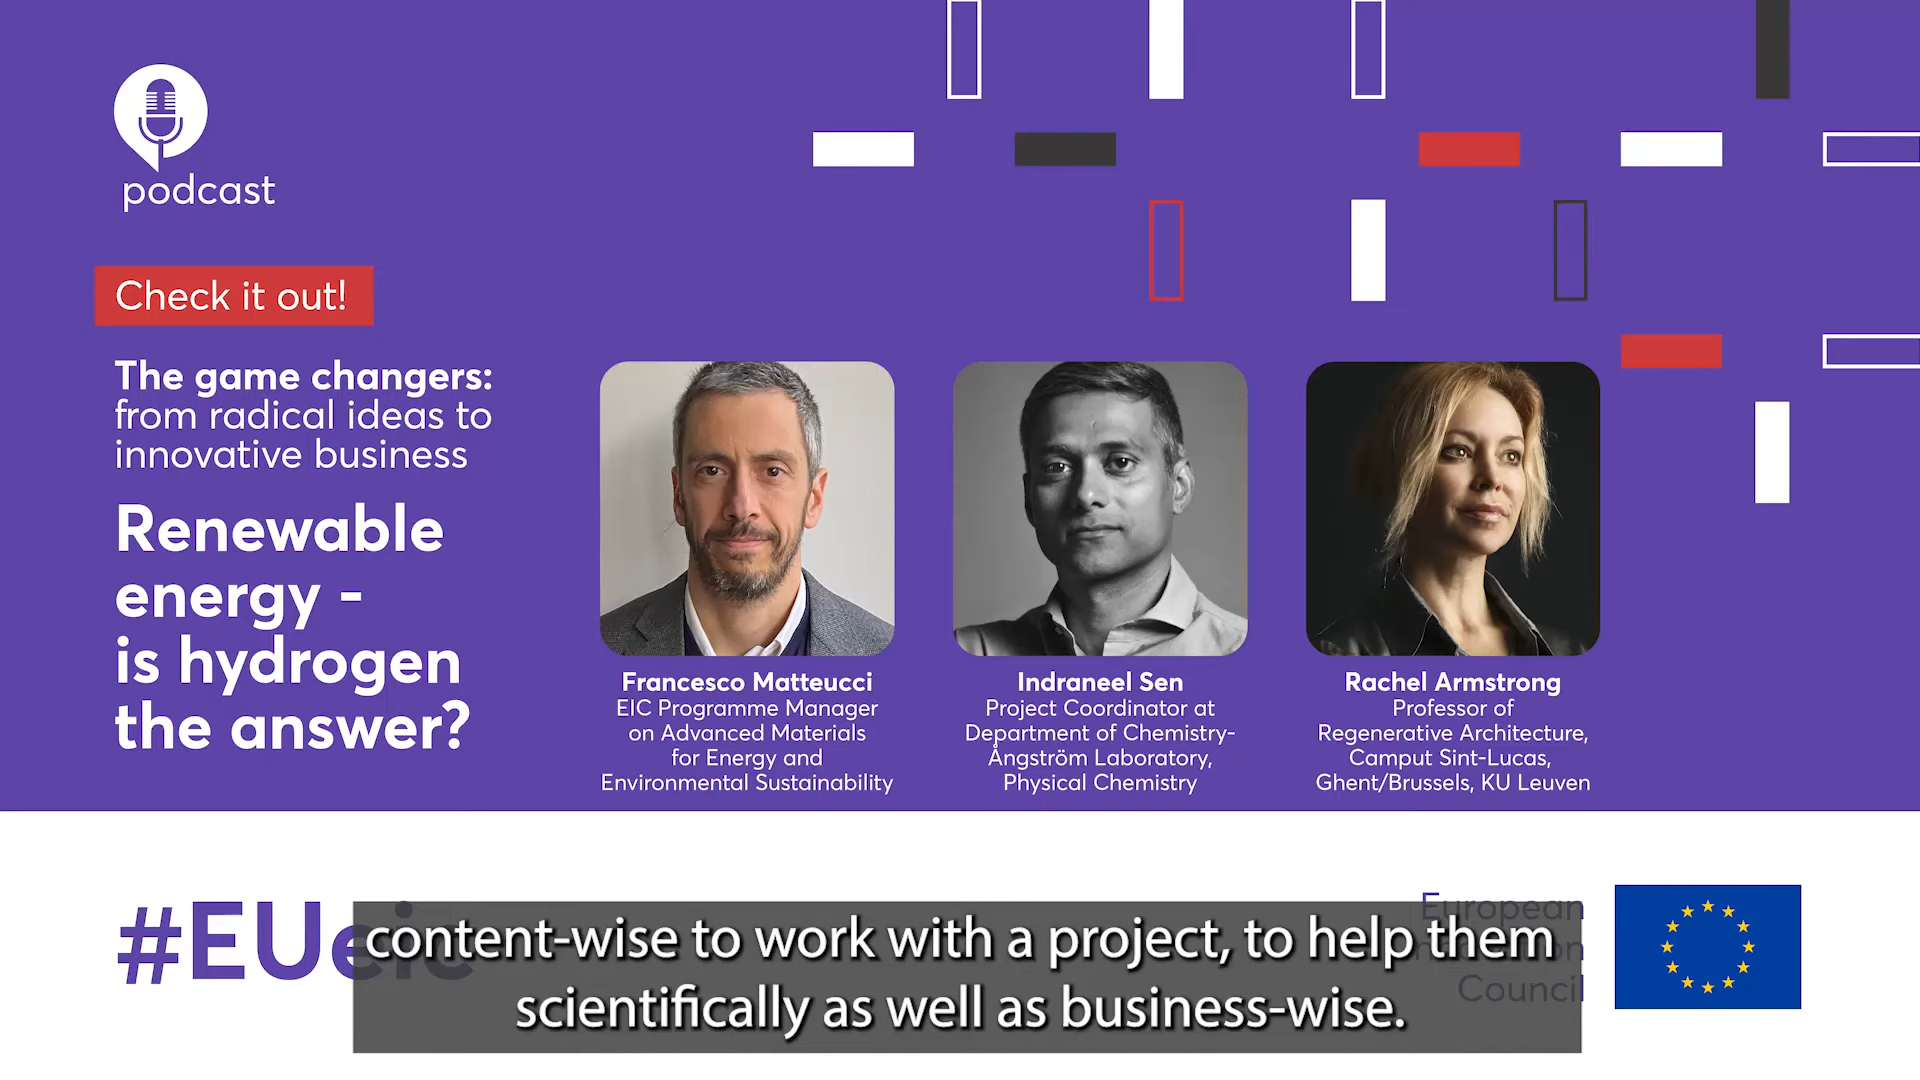 podcast
Check it out!
The game changers:
from radical ideas to
innovative business
Renewable
energy -
is hydrogen
the answer?
Francesco Matteucci
EIC Programme Manager
on Advanced Materials
for Energy and
Environmental Sustainability
Indraneel Sen
Project Coordinator at
Department of Chemistry-
Ångström Laboratory,
Physical Chemistry
Rachel Armstrong
Professor of
Regenerative Architecture,
Camput Sint-Lucas,
Ghent/Brussels, KU Leuven
#EUeic
European
Council
content-wise to work with a project, to help them
scientifically as well as business-wise.